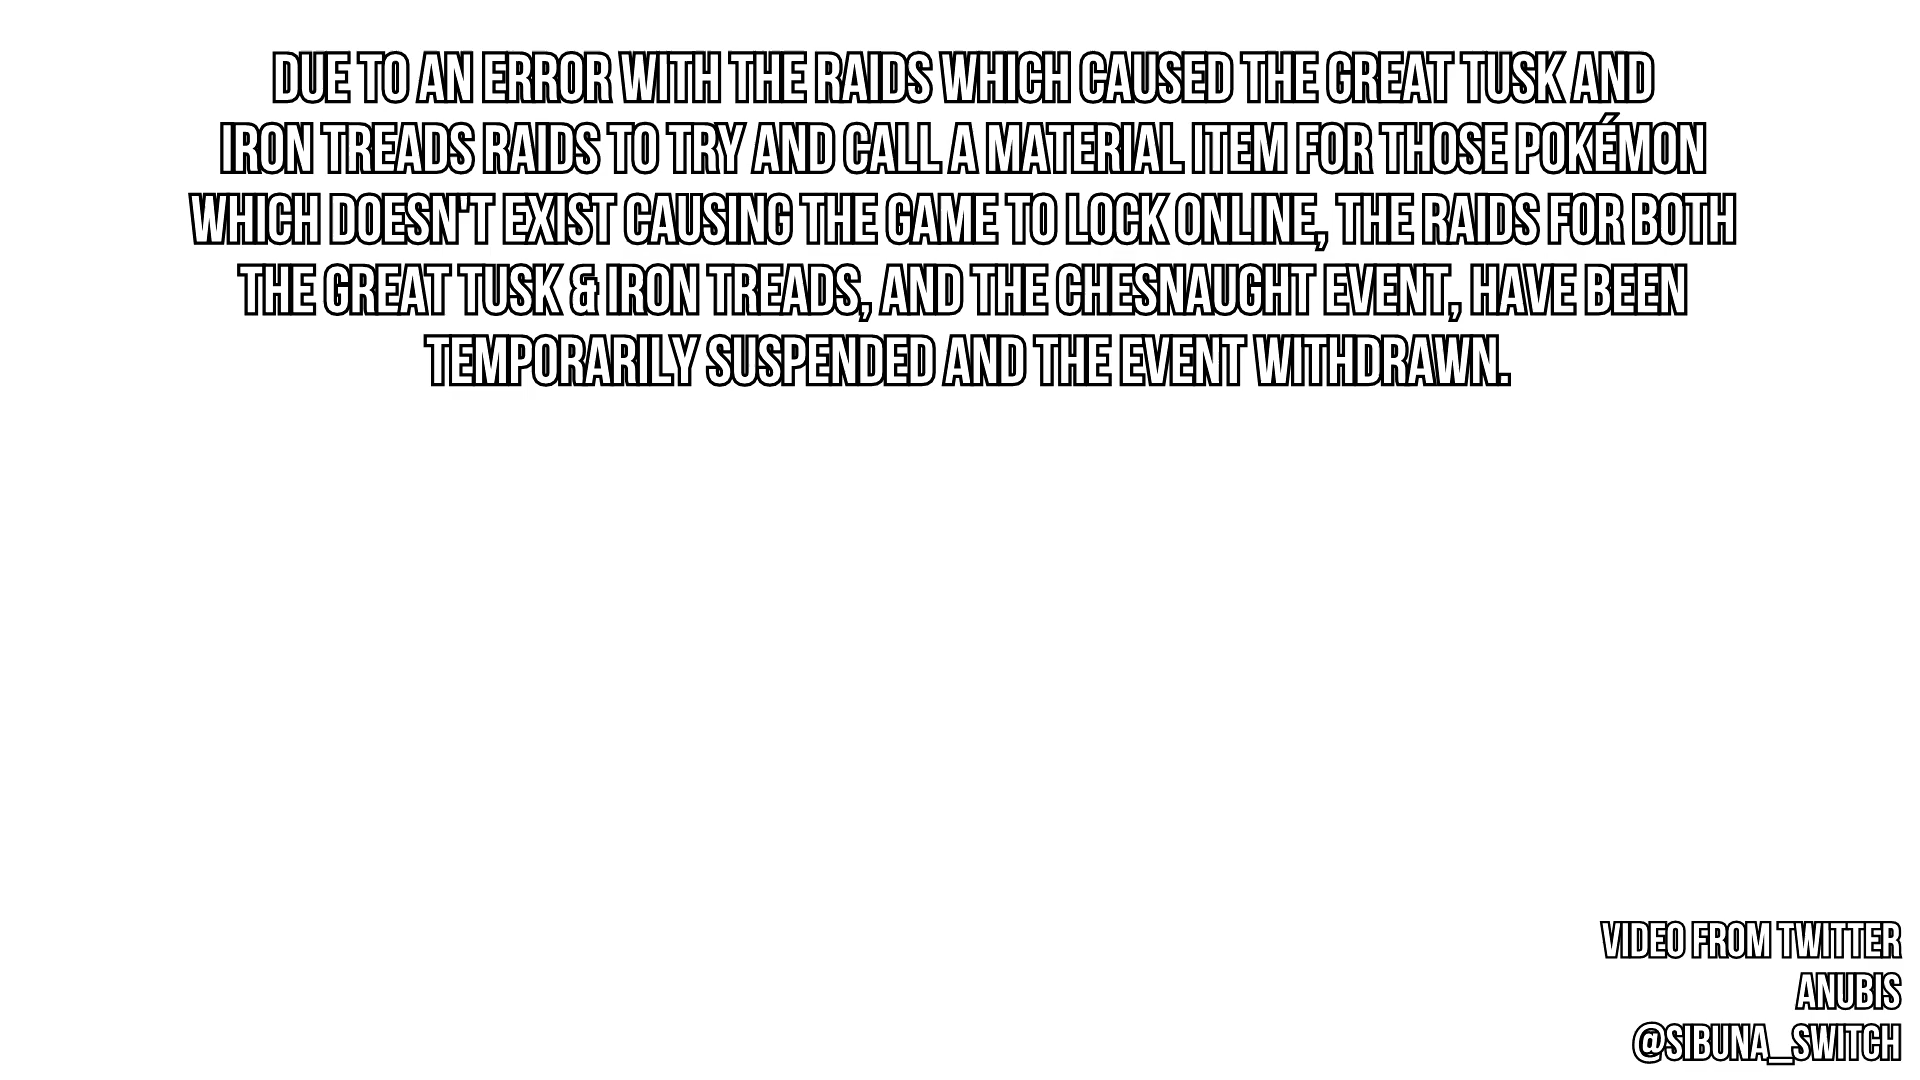 DUE TO AN ERROR WITH THE RAIDS WHICH CAUSED THE GREAT TUSK AND
IRON TREADS RAIDS TO TRY AND CALL A MATERIAL ITEM FOR THOSE POKÉMON
WHICH DOESN'T EXIST CAUSING THE GAME TO LOCK ONLINE, THE RAIDS FOR BOTH
THE GREAT TUSK & IRON TREADS, AND THE CHESNAUGHT EVENT, HAVE BEEN
TEMPORARILY SUSPENDED AND THE EVENT WITHDRAWN.
VIDEO FROM TWITTER
ANUBIS
@SIBUNA_SWITCH